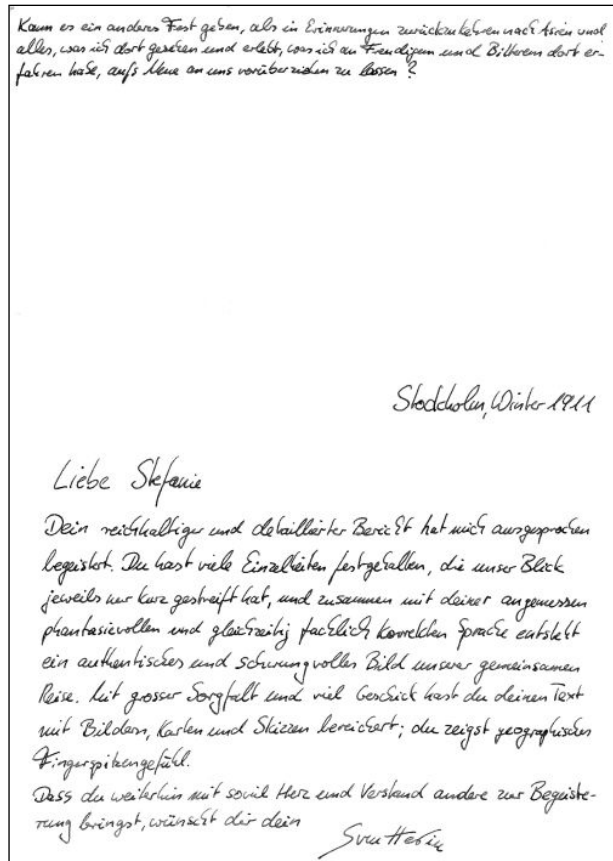 Kann es ein anderes Fest geben, als in Erinnerungen zurückzukehren nach Asien und
alles, was ich dort gesehen und erlebt, was ich an Freudigem und Bitterem dort er-
fahren habe, aufs Neue an uns vorüberziehen zu lassen?
Stockholm, Winter 1911
Liebe Stefanie
Dein reichhaltiger und detaillierter Bericht hat mich ausgesprochen
begeistert. Du hast viele Einzelheiten festgehalten, die unser Blick
jeweils nur kurz gestreift hat, und zusammen mit deiner angemessen
phantasievollen und gleichzeitig fachlich korrekten Sprache entsteht
ein authentisches und schwungvolles Bild unserer gemeinsamen
Reise. Mit grosser Sorgfalt und viel Geschick hast du deinen Text
mit Bildern, Karten und Skizzen bereichert; du zeigst geographisches
Fingerspitzengefühl.
Dass du weiterhin mit soviel Herz und Verstand andere zur Begeiste-
rung bringst, wünscht dir dein
Sven Hedin